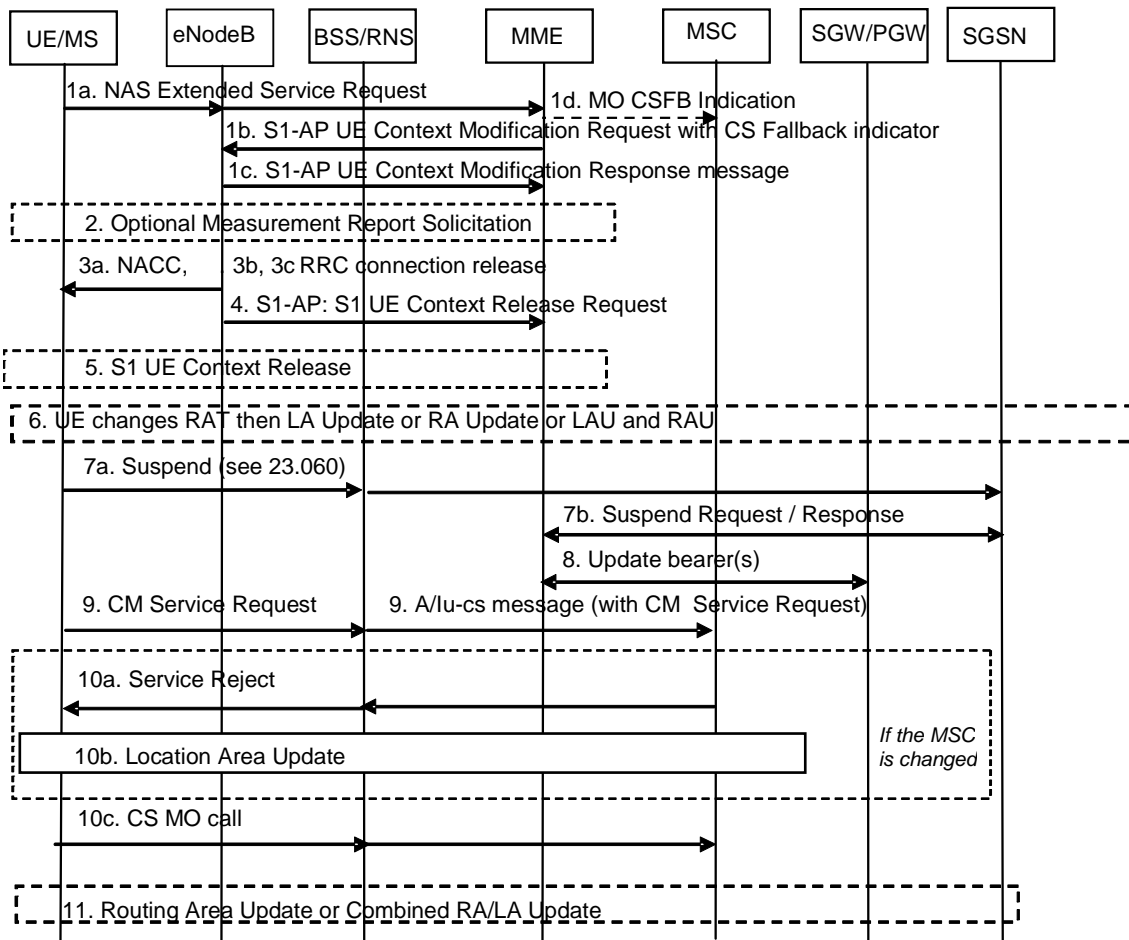 UE/MS
eNodeB
BSS/RNS
MME
MSC
SGW/PGW
SGSN
1a. NAS Extended Service Request
1d. MO CSFB Indication
1b. S1-AP UE Context Modification Request with CS Fallback indicator
1c. S1-AP UE Context Modification Response message
2. Optional Measurement Report Solicitation
3a. NACC, 3b, 3c RRC connection release
4. S1-AP: S1 UE Context Release Request
5. S1 UE Context Release
6. UE changes RAT then LA Update or RA Update or LAU and RAU
7a. Suspend (see 23.060)
7b. Suspend Request / Response
8. Update bearer(s)
9. CM Service Request
9. A/Iu-cs message (with CM Service Request)
10a. Service Reject
If the MSC
is changed
10b. Location Area Update
10c. CS MO call
11. Routing Area Update or Combined RA/LA Update